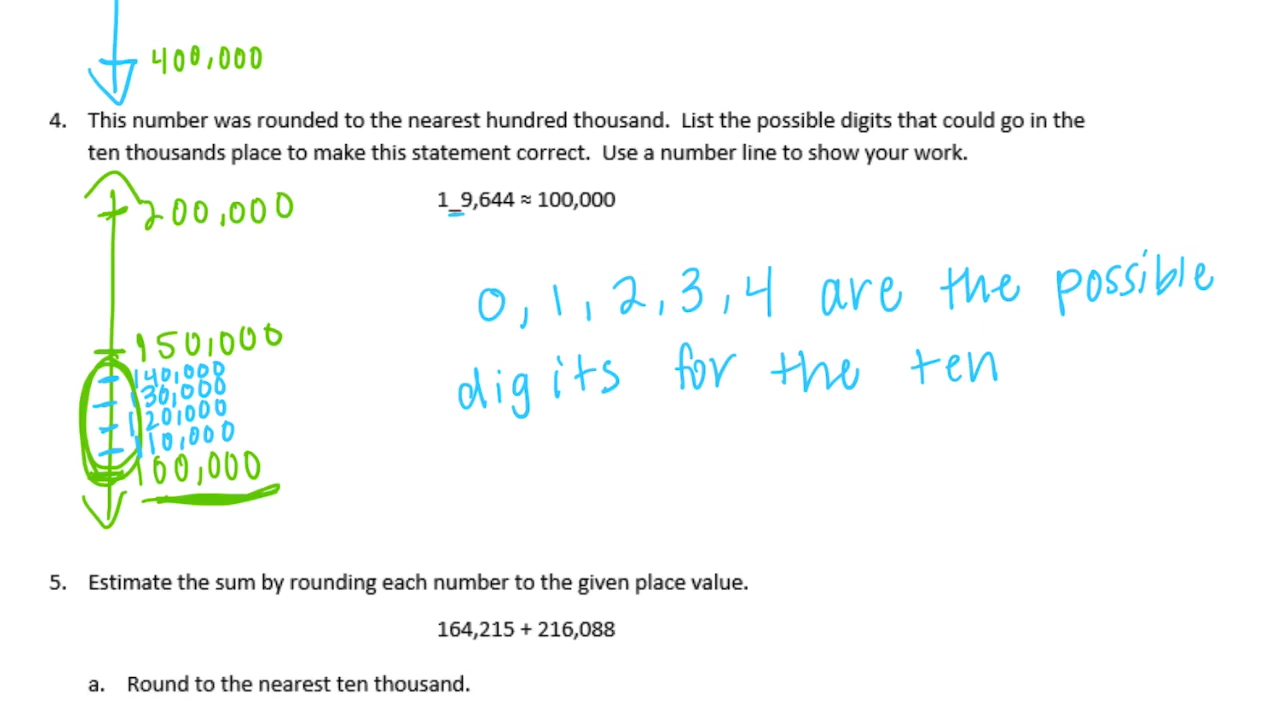 400,000
4. This number was rounded to the nearest hundred thousand. List the possible digits that could go in the
ten thousands place to make this statement correct. Use a number line to show your work.
200,000
1_9,644 ≈ 100,000
0, 1, 2, 3, 4 are the possible
digits for the ten
150,000
140,000
130,000
120,000
110,000
100,000
5. Estimate the sum by rounding each number to the given place value.
164,215 + 216,088
a. Round to the nearest ten thousand.